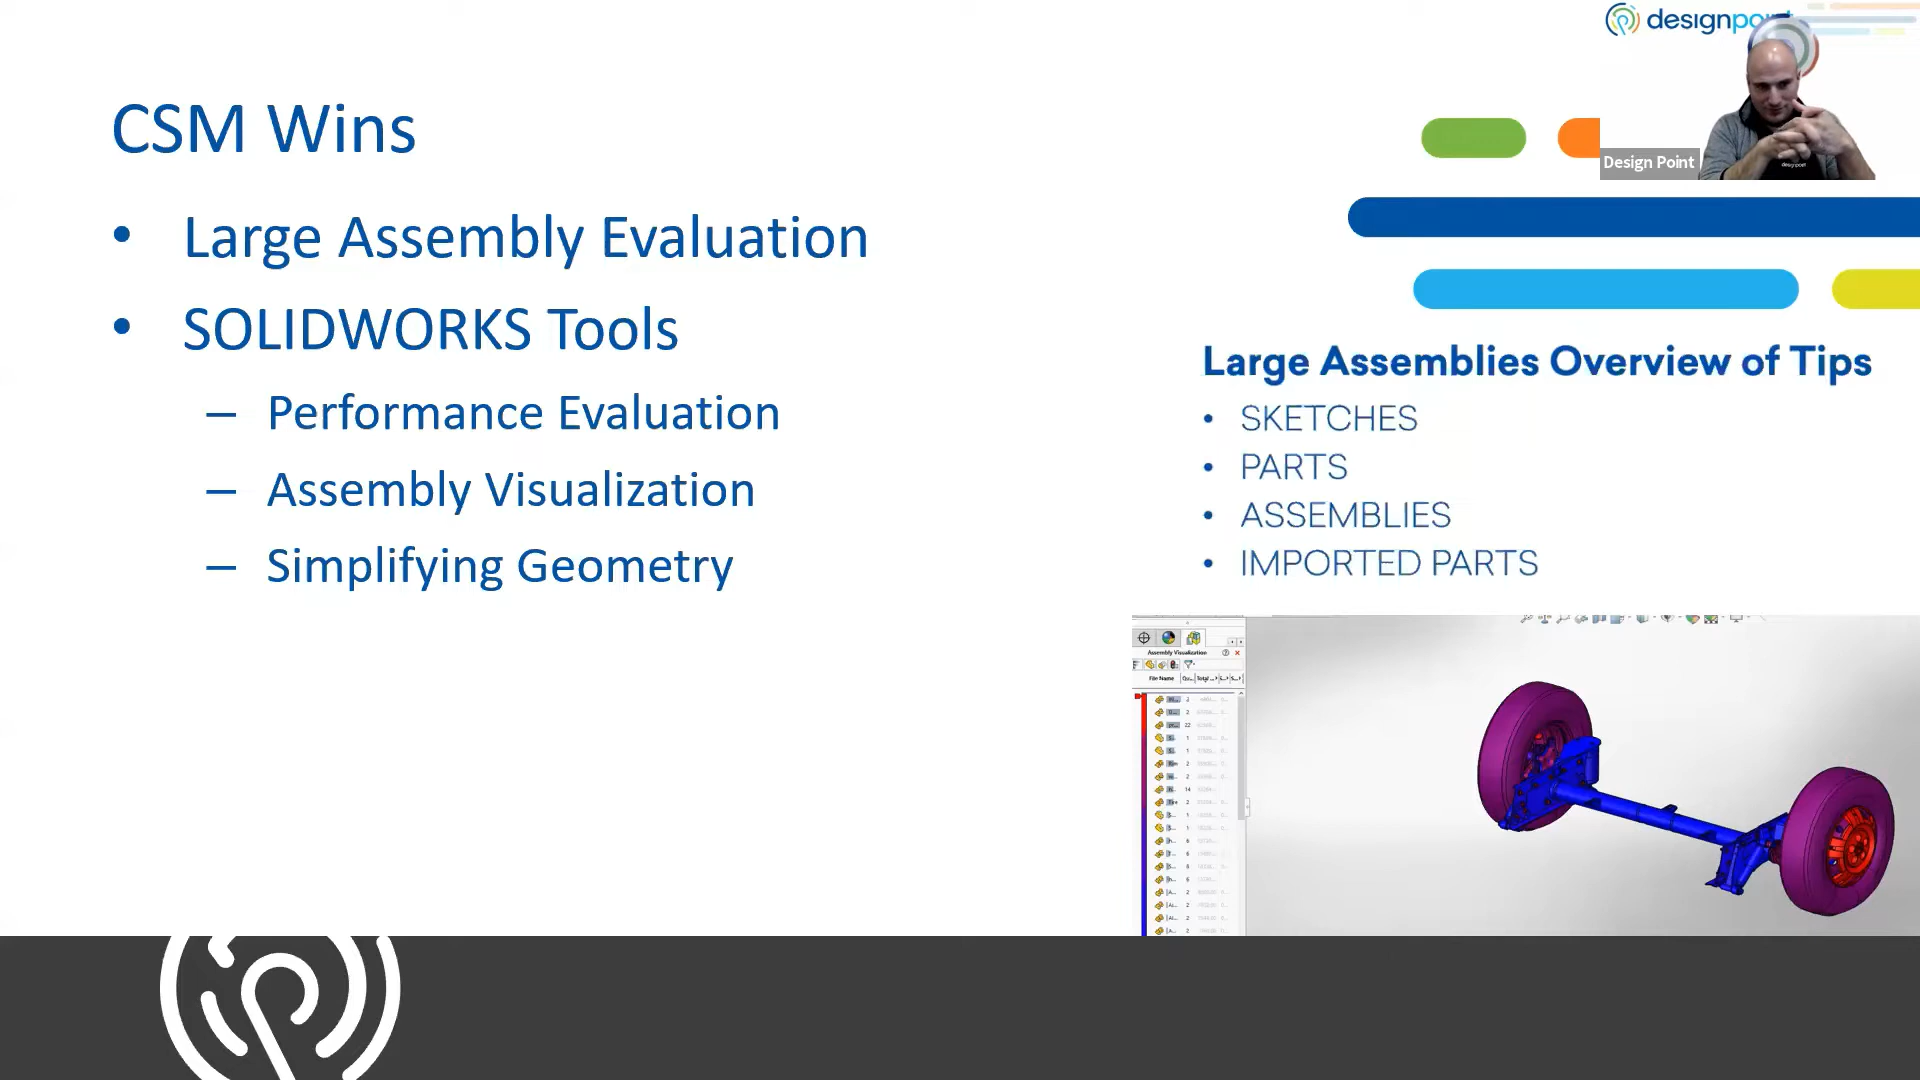 designpoint
CSM Wins
Design Point
• Large Assembly Evaluation
• SOLIDWORKS Tools
– Performance Evaluation
– Assembly Visualization
– Simplifying Geometry
Large Assemblies Overview of Tips
• SKETCHES
• PARTS
• ASSEMBLIES
• IMPORTED PARTS
Assembly Visualization
File Name